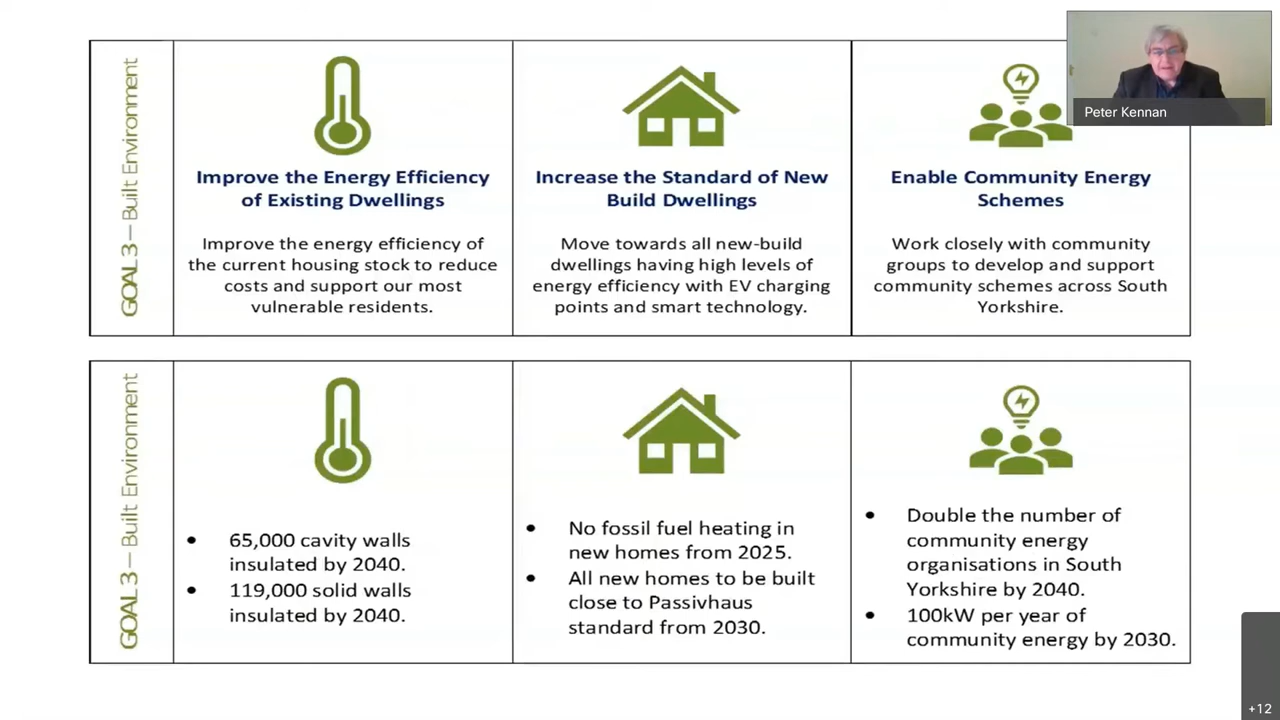 GOAL 3 – Built Environment
Improve the Energy Efficiency
of Existing Dwellings
Improve the energy efficiency of
the current housing stock to reduce
costs and support our most
vulnerable residents.
Increase the Standard of New
Build Dwellings
Move towards all new-build
dwellings having high levels of
energy efficiency with EV charging
points and smart technology.
Enable Community Energy
Schemes
Work closely with community
groups to develop and support
community schemes across South
Yorkshire.
Peter Kennan
GOAL 3 – Built Environment
• 65,000 cavity walls
insulated by 2040.
• 119,000 solid walls
insulated by 2040.
• No fossil fuel heating in
new homes from 2025.
• All new homes to be built
close to Passivhaus
standard from 2030.
• Double the number of
community energy
organisations in South
Yorkshire by 2040.
• 100kW per year of
community energy by 2030.
+12